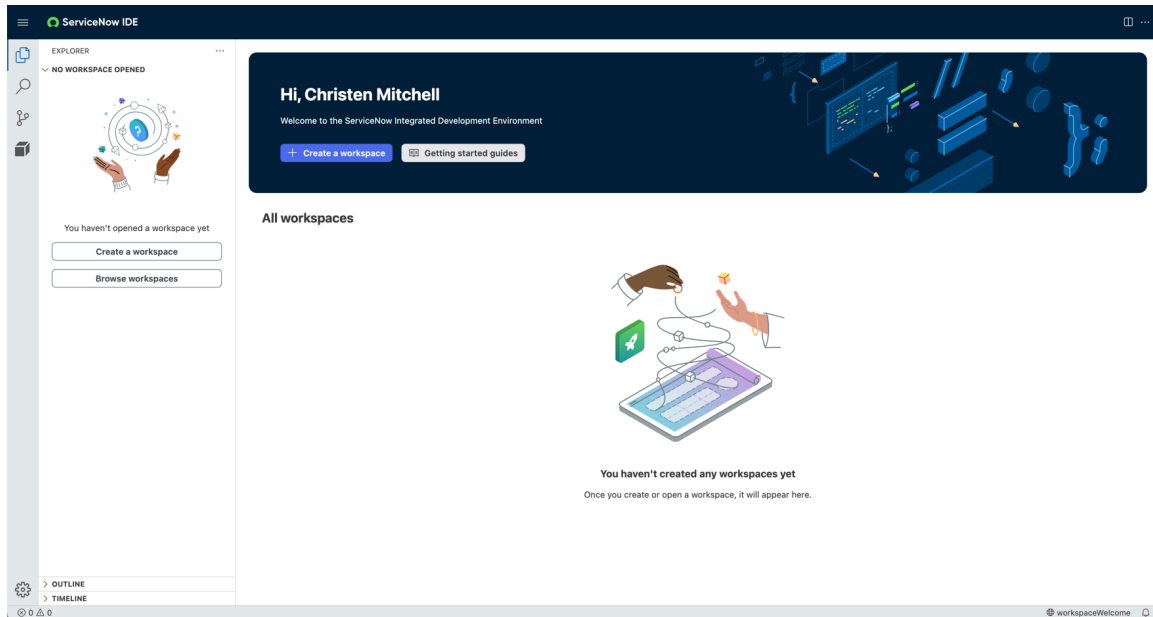 ServiceNow IDE
EXPLORER
NO WORKSPACE OPENED
You haven't opened a workspace yet
Create a workspace
Browse workspaces
OUTLINE
TIMELINE
Hi, Christen Mitchell
Welcome to the ServiceNow Integrated Development Environment
Create a workspace
Getting started guides
All workspaces
You haven't created any workspaces yet
Once you create or open a workspace, it will appear here.
0 0
workspaceWelcome